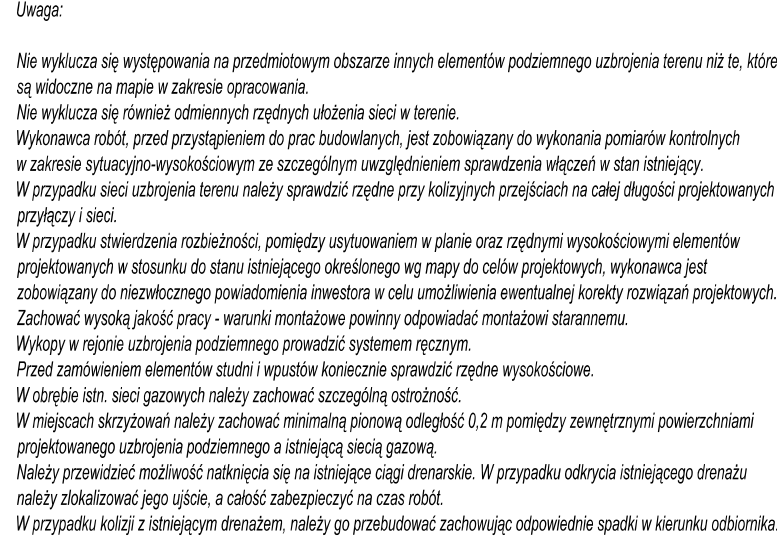 Uwaga:
Nie wyklucza się występowania na przedmiotowym obszarze innych elementów podziemnego uzbrojenia terenu niż te, które
są widoczne na mapie w zakresie opracowania.
Nie wyklucza się również odmiennych rzędnych ułożenia sieci w terenie.
Wykonawca robót, przed przystąpieniem do prac budowlanych, jest zobowiązany do wykonania pomiarów kontrolnych
w zakresie sytuacyjno-wysokościowym ze szczególnym uwzględnieniem sprawdzenia włączeń w stan istniejący.
W przypadku sieci uzbrojenia terenu należy sprawdzić rzędne przy kolizyjnych przejściach na całej długości projektowanych
przyłączy i sieci.
W przypadku stwierdzenia rozbieżności, pomiędzy usytuowaniem w planie oraz rzędnymi wysokościowymi elementów
projektowanych w stosunku do stanu istniejącego określonego wg mapy do celów projektowych, wykonawca jest
zobowiązany do niezwłocznego powiadomienia inwestora w celu umożliwienia ewentualnej korekty rozwiązań projektowych.
Zachować wysoką jakość pracy - warunki montażowe powinny odpowiadać montażowi starannemu.
Wykopy w rejonie uzbrojenia podziemnego prowadzić systemem ręcznym.
Przed zamówieniem elementów studni i wpustów koniecznie sprawdzić rzędne wysokościowe.
W obrębie istn. sieci gazowych należy zachować szczególną ostrożność.
W miejscach skrzyżowań należy zachować minimalną pionową odległość 0,2 m pomiędzy zewnętrznymi powierzchniami
projektowanego uzbrojenia podziemnego a istniejącą siecią gazową.
Należy przewidzieć możliwość natknięcia się na istniejące ciągi drenarskie. W przypadku odkrycia istniejącego drenażu
należy zlokalizować jego ujście, a całość zabezpieczyć na czas robót.
W przypadku kolizji z istniejącym drenażem, należy go przebudować zachowując odpowiednie spadki w kierunku odbiornika.